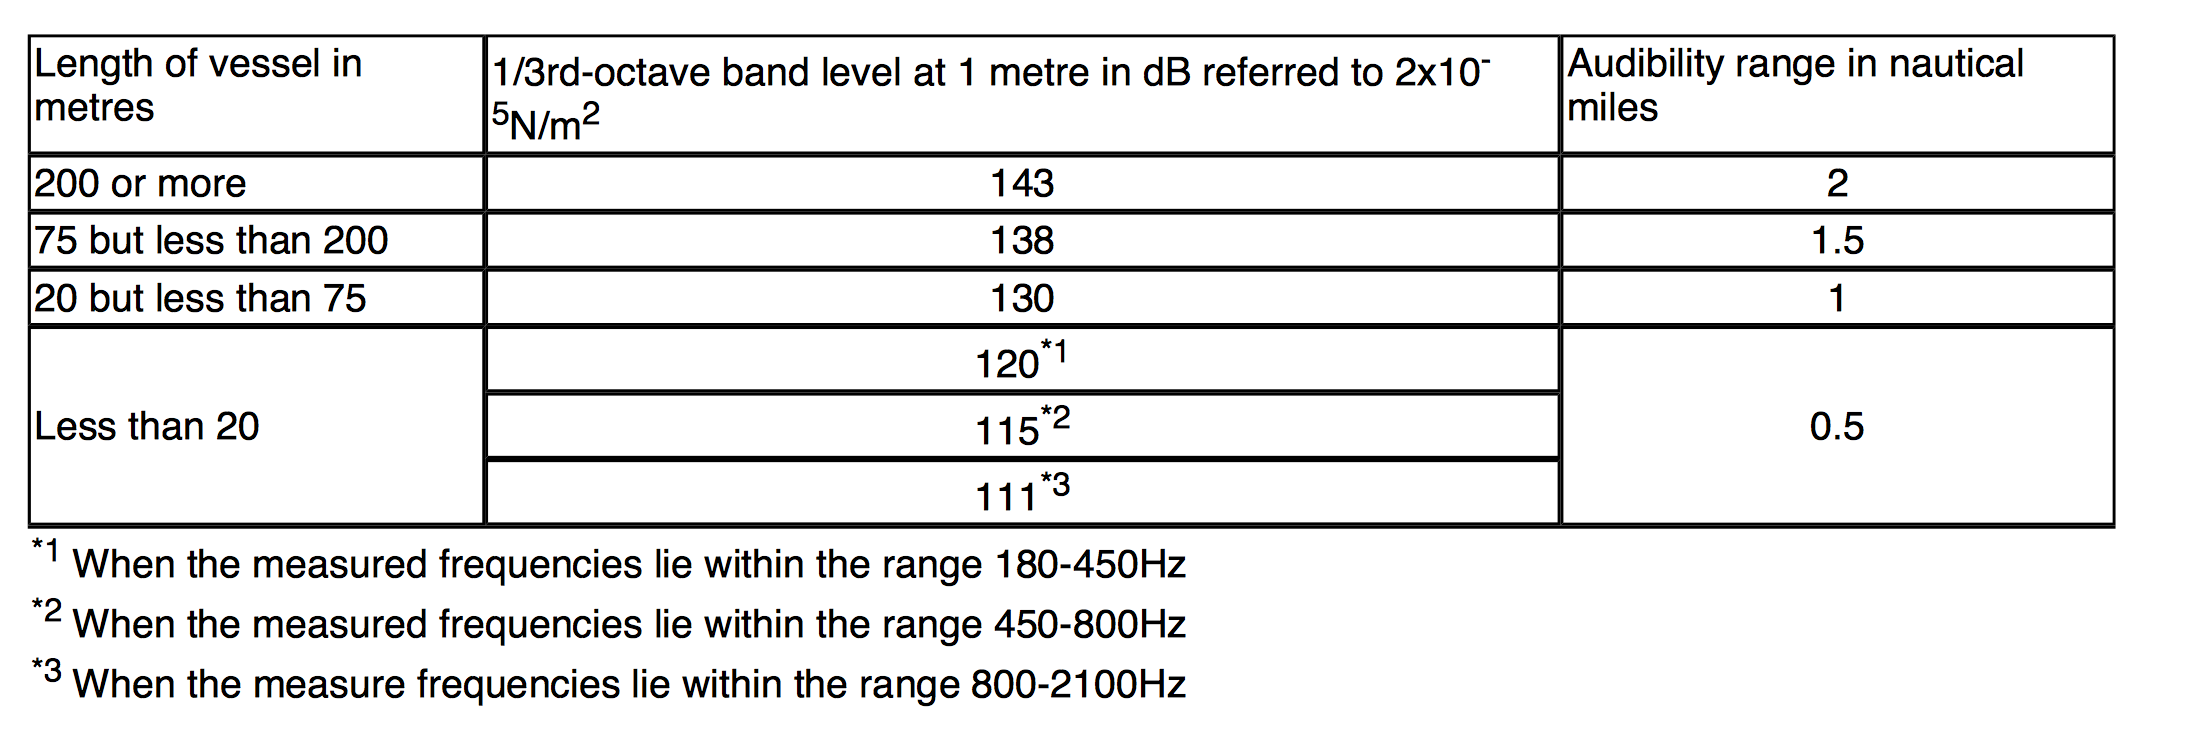 Length of vessel in
metres
1/3rd-octave band level at 1 metre in dB referred to 2x10⁻
⁵N/m²
Audibility range in nautical
miles
200 or more 143 2
75 but less than 200 138 1.5
20 but less than 75 130 1
Less than 20
120*1
115*2
111*3
0.5
*1 When the measured frequencies lie within the range 180-450Hz
*2 When the measured frequencies lie within the range 450-800Hz
*3 When the measure frequencies lie within the range 800-2100Hz